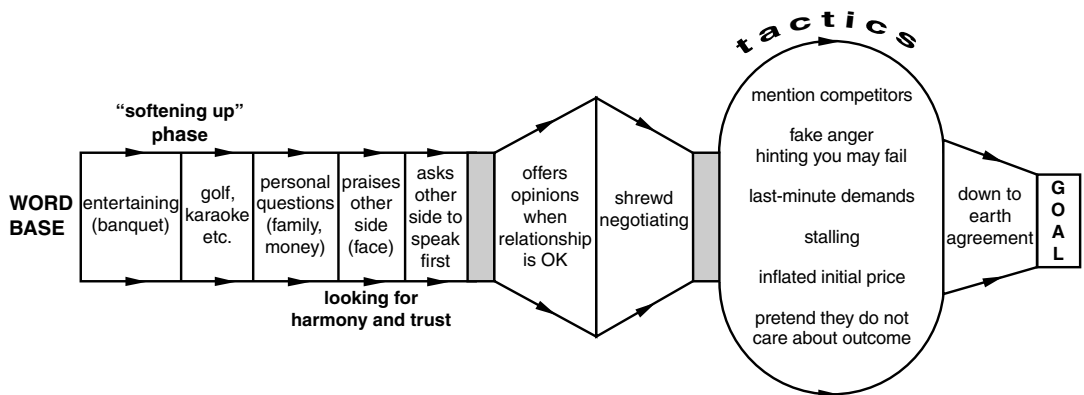 tactics
“softening up”
phase
WORD
BASE
entertaining
(banquet)
golf,
karaoke
etc.
personal
questions
(family,
money)
praises
other
side
(face)
asks
other
side to
speak
first
looking for
harmony and trust
offers
opinions
when
relationship
is OK
shrewd
negotiating
mention competitors
fake anger
hinting you may fail
last-minute demands
stalling
inflated initial price
pretend they do not
care about outcome
down to
earth
agreement
GOAL